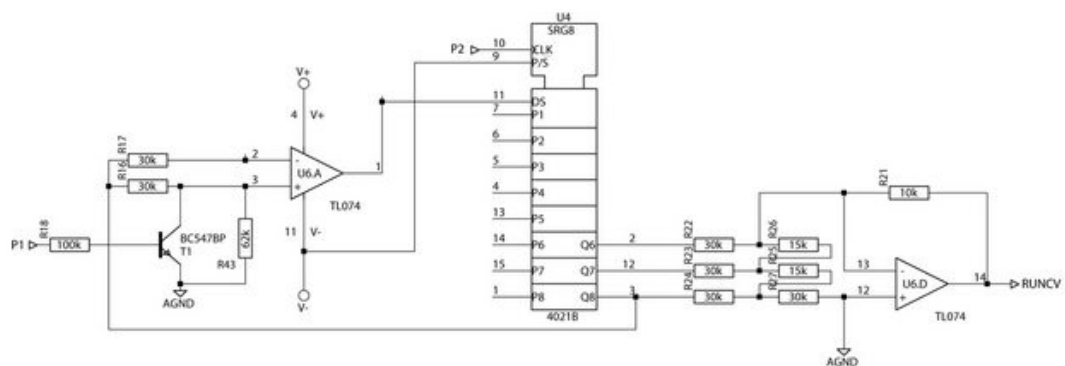 U4
SRG8
P2
10
CLK
9
P/S
V+
4
V+
11
DS
7
P1
R17
30k
2
-
6
P2
R16
30k
3
+
U6.A
1
5
P3
TL074
4
P4
R21
10k
R18
P1
100k
BC547BP
T1
R43
62k
11
V-
13
P5
14
P6
Q6
2
R22
30k
R26
15k
15
P7
Q7
12
R23
30k
R25
15k
13
-
1
P8
Q8
3
R24
30k
R27
30k
12
+
U6.D
14
RUNCV
AGND
V-
4021B
TL074
AGND